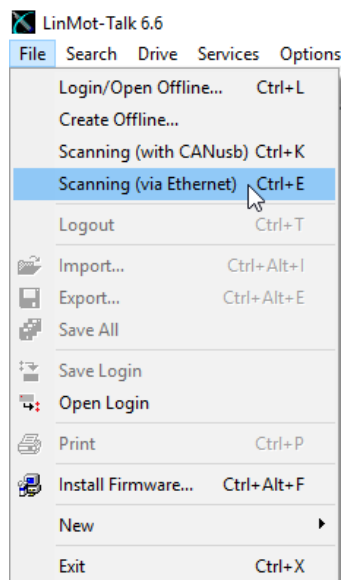 LinMot-Talk 6.6
File Search Drive Services Options
Login/Open Offline... Ctrl+L
Create Offline...
Scanning (with CANusb) Ctrl+K
Scanning (via Ethernet) Ctrl+E
Logout Ctrl+T
Import... Ctrl+Alt+I
Export... Ctrl+Alt+E
Save All
Save Login
Open Login
Print Ctrl+P
Install Firmware... Ctrl+Alt+F
New
Exit Ctrl+X